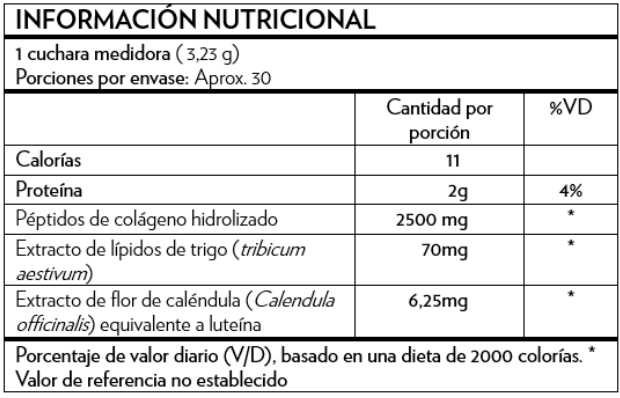 INFORMACIÓN NUTRICIONAL
1 cuchara medidora ( 3,23 g)
Porciones por envase: Aprox. 30
Cantidad por porción %VD
Calorías 11
Proteína 2g 4%
Péptidos de colágeno hidrolizado 2500 mg *
Extracto de lípidos de trigo (tribicum 70mg *
aestivum)
Extracto de flor de caléndula (Calendula 6,25mg *
officinalis) equivalente a luteína
Porcentaje de valor diario (V/D), basado en una dieta de 2000 colorías. *
Valor de referencia no establecido